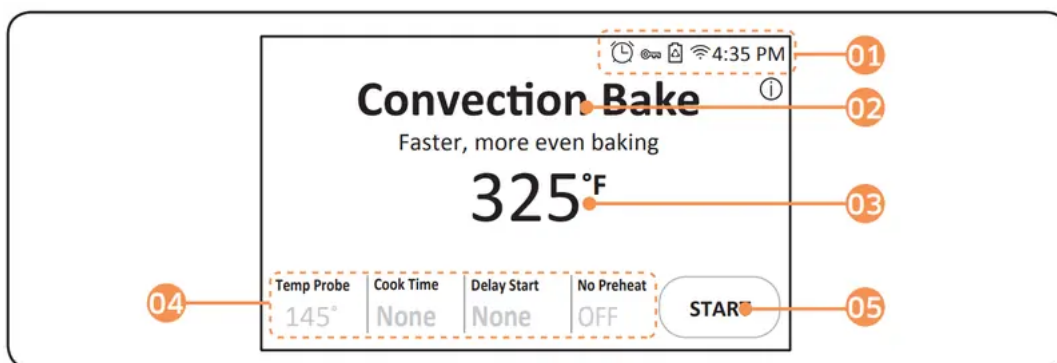 4:35 PM
01
Convection Bake
02
Faster, more even baking
325°F
03
Temp Probe Cook Time Delay Start No Preheat
04
145° None None OFF
START
05